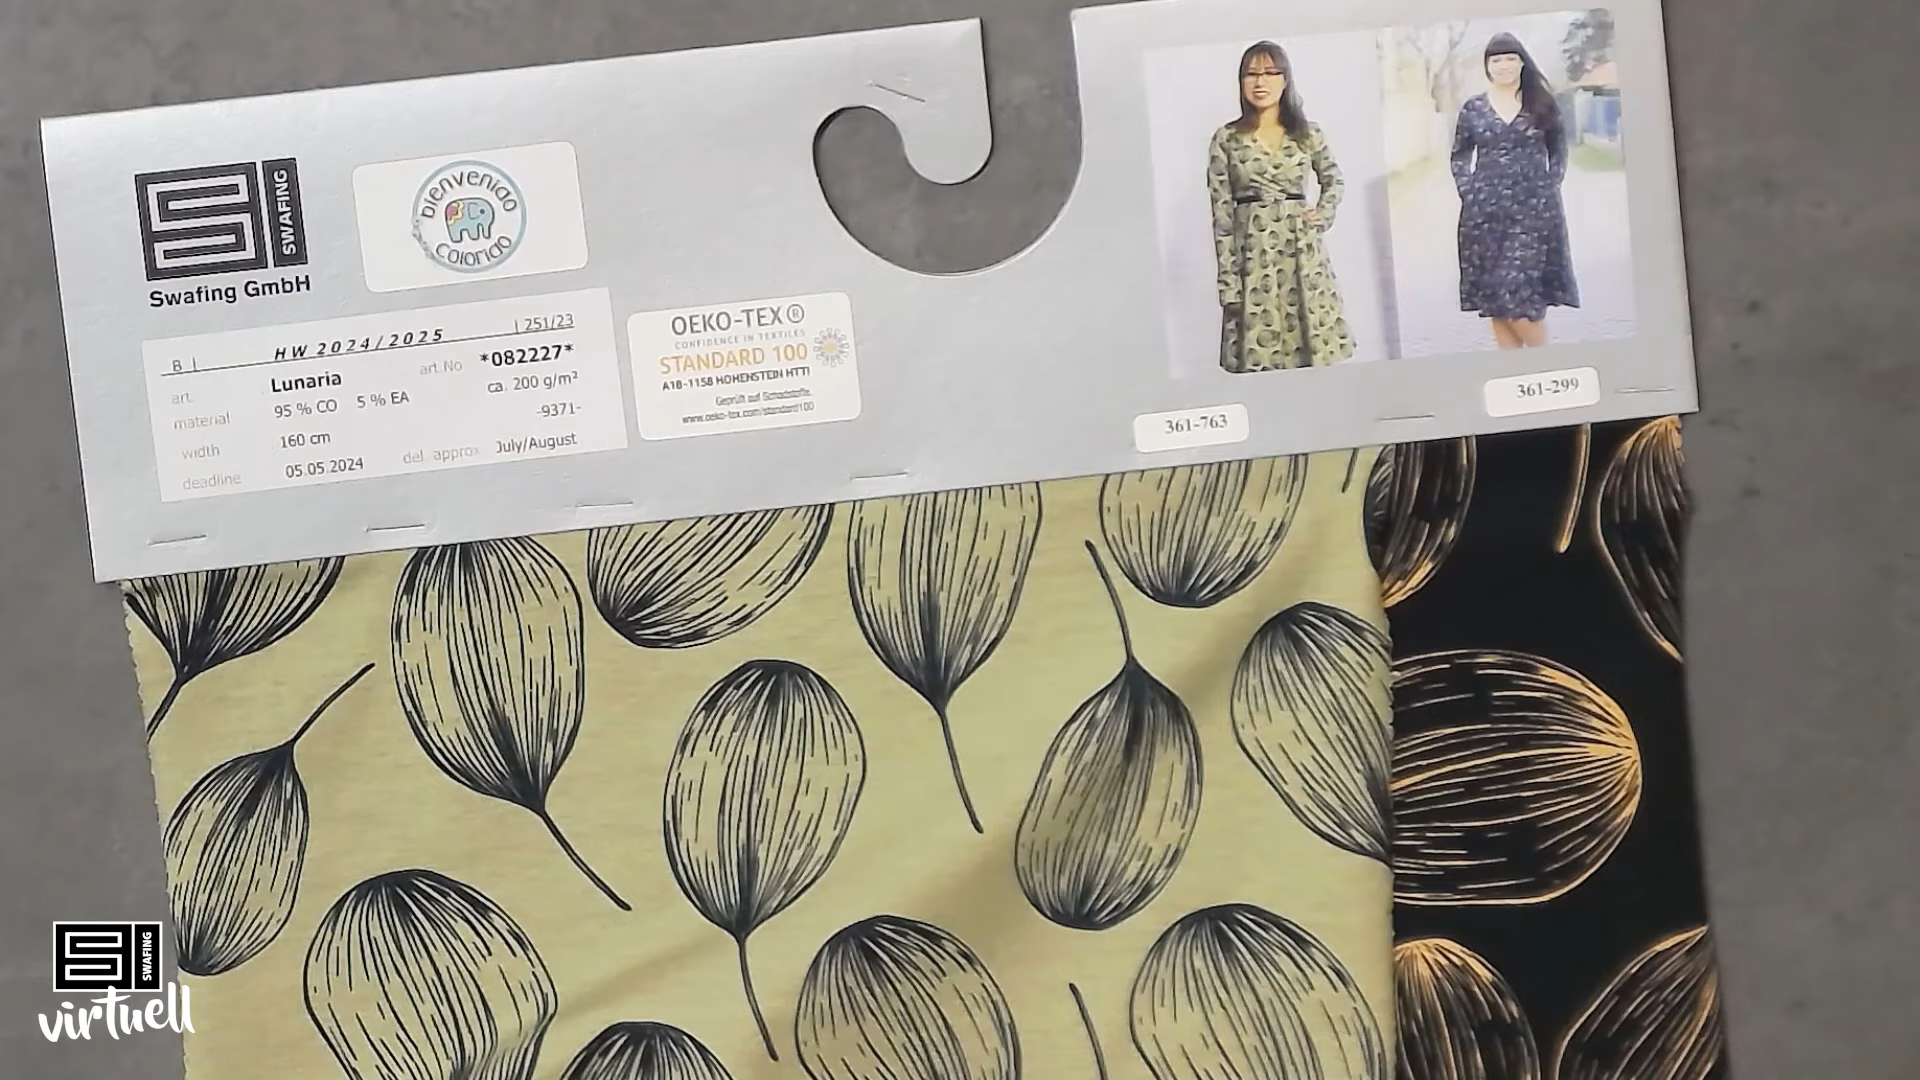 SWAFING
Swafing GmbH
bienvenido
colorido
B | HW 2024/2025 | 251/23
art. Lunaria art.No *082227*
material 95 % CO 5 % EA ca. 200 g/m²
width 160 cm -9371-
deadline 05.05.2024 del. approx July/August
OEKO-TEX®
CONFIDENCE IN TEXTILES
STANDARD 100
A18-1158 HOHENSTEIN HTTI
Geprüft auf Schadstoffe.
www.oeko-tex.com/standard100
361-763
361-299
SWAFING
virtuell